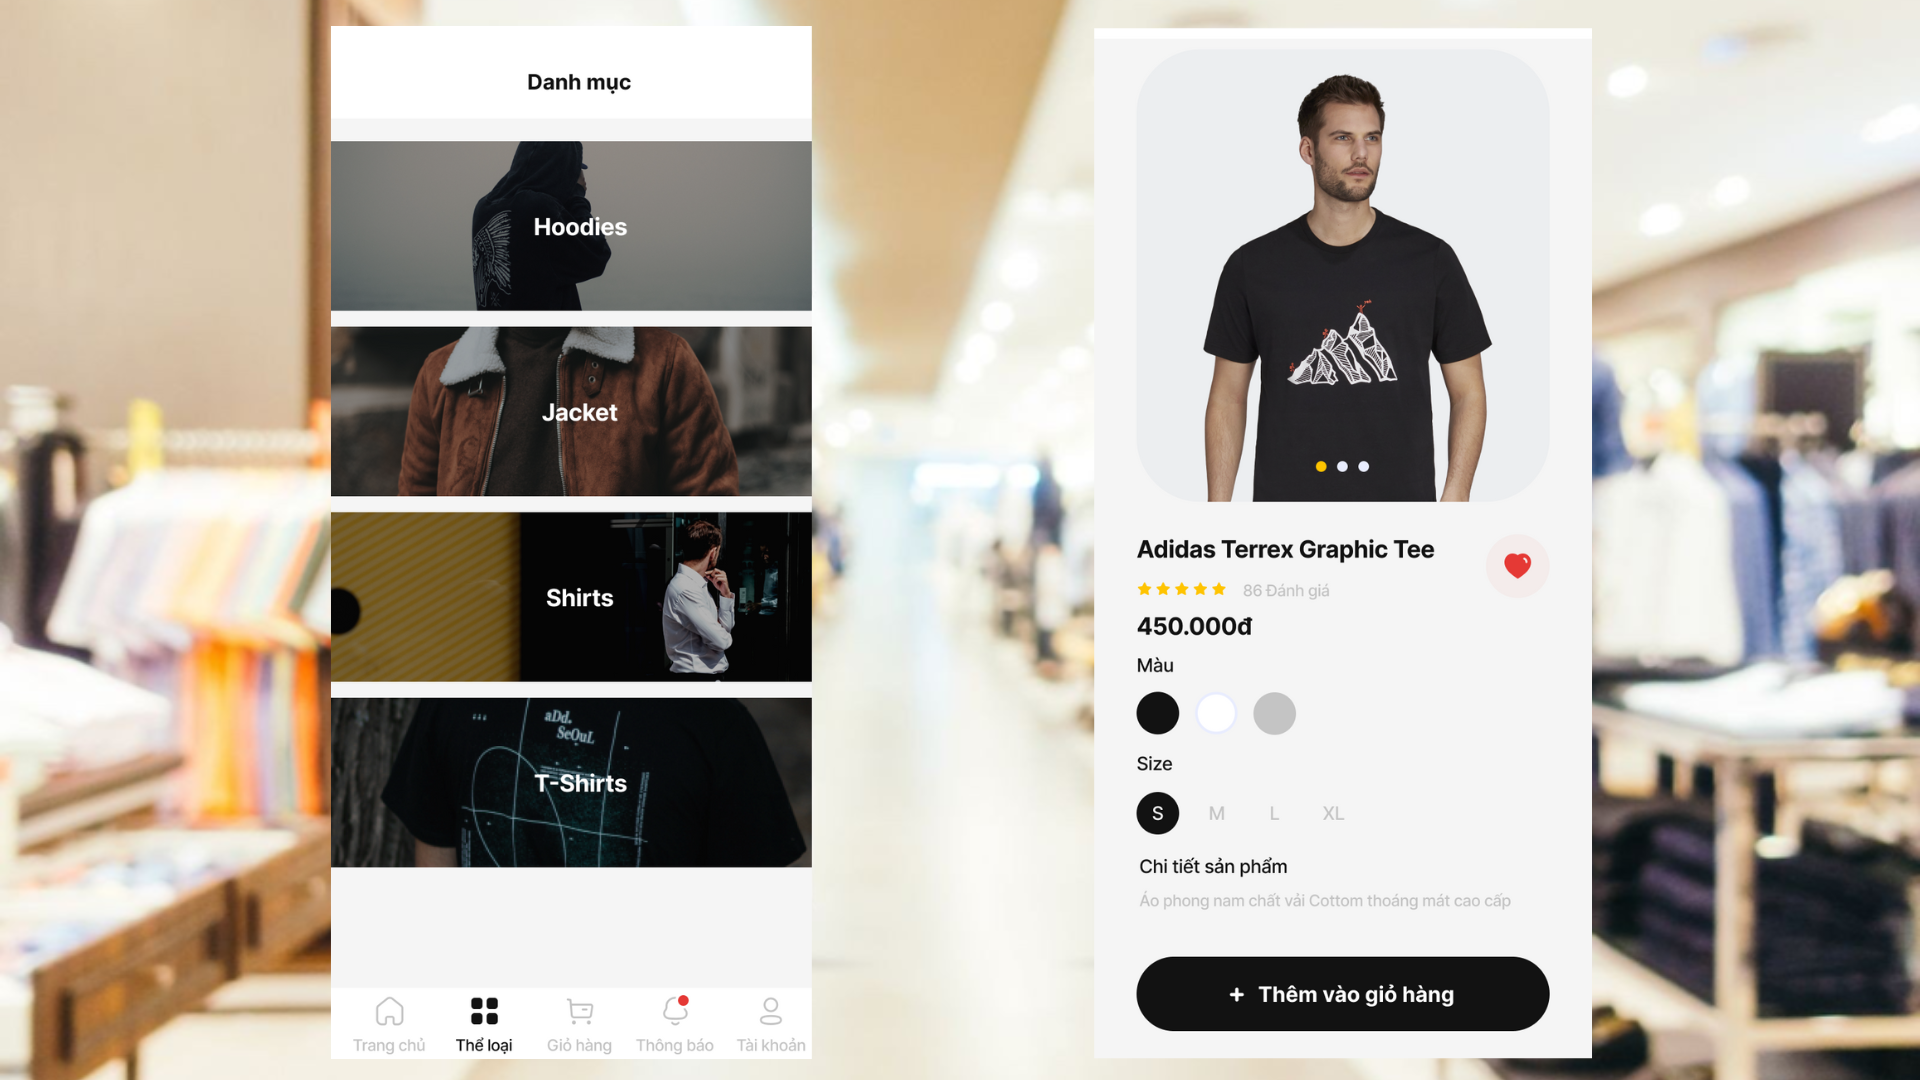 Danh mục
Hoodies
Jacket
Shirts
aDd.
SeOuL
T-Shirts
Trang chủ
Thể loại
Giỏ hàng
Thông báo
Tài khoản
Adidas Terrex Graphic Tee
86 Đánh giá
450.000đ
Màu
Size
S
M
L
XL
Chi tiết sản phẩm
Áo phong nam chất vải Cottom thoáng mát cao cấp
+ Thêm vào giỏ hàng